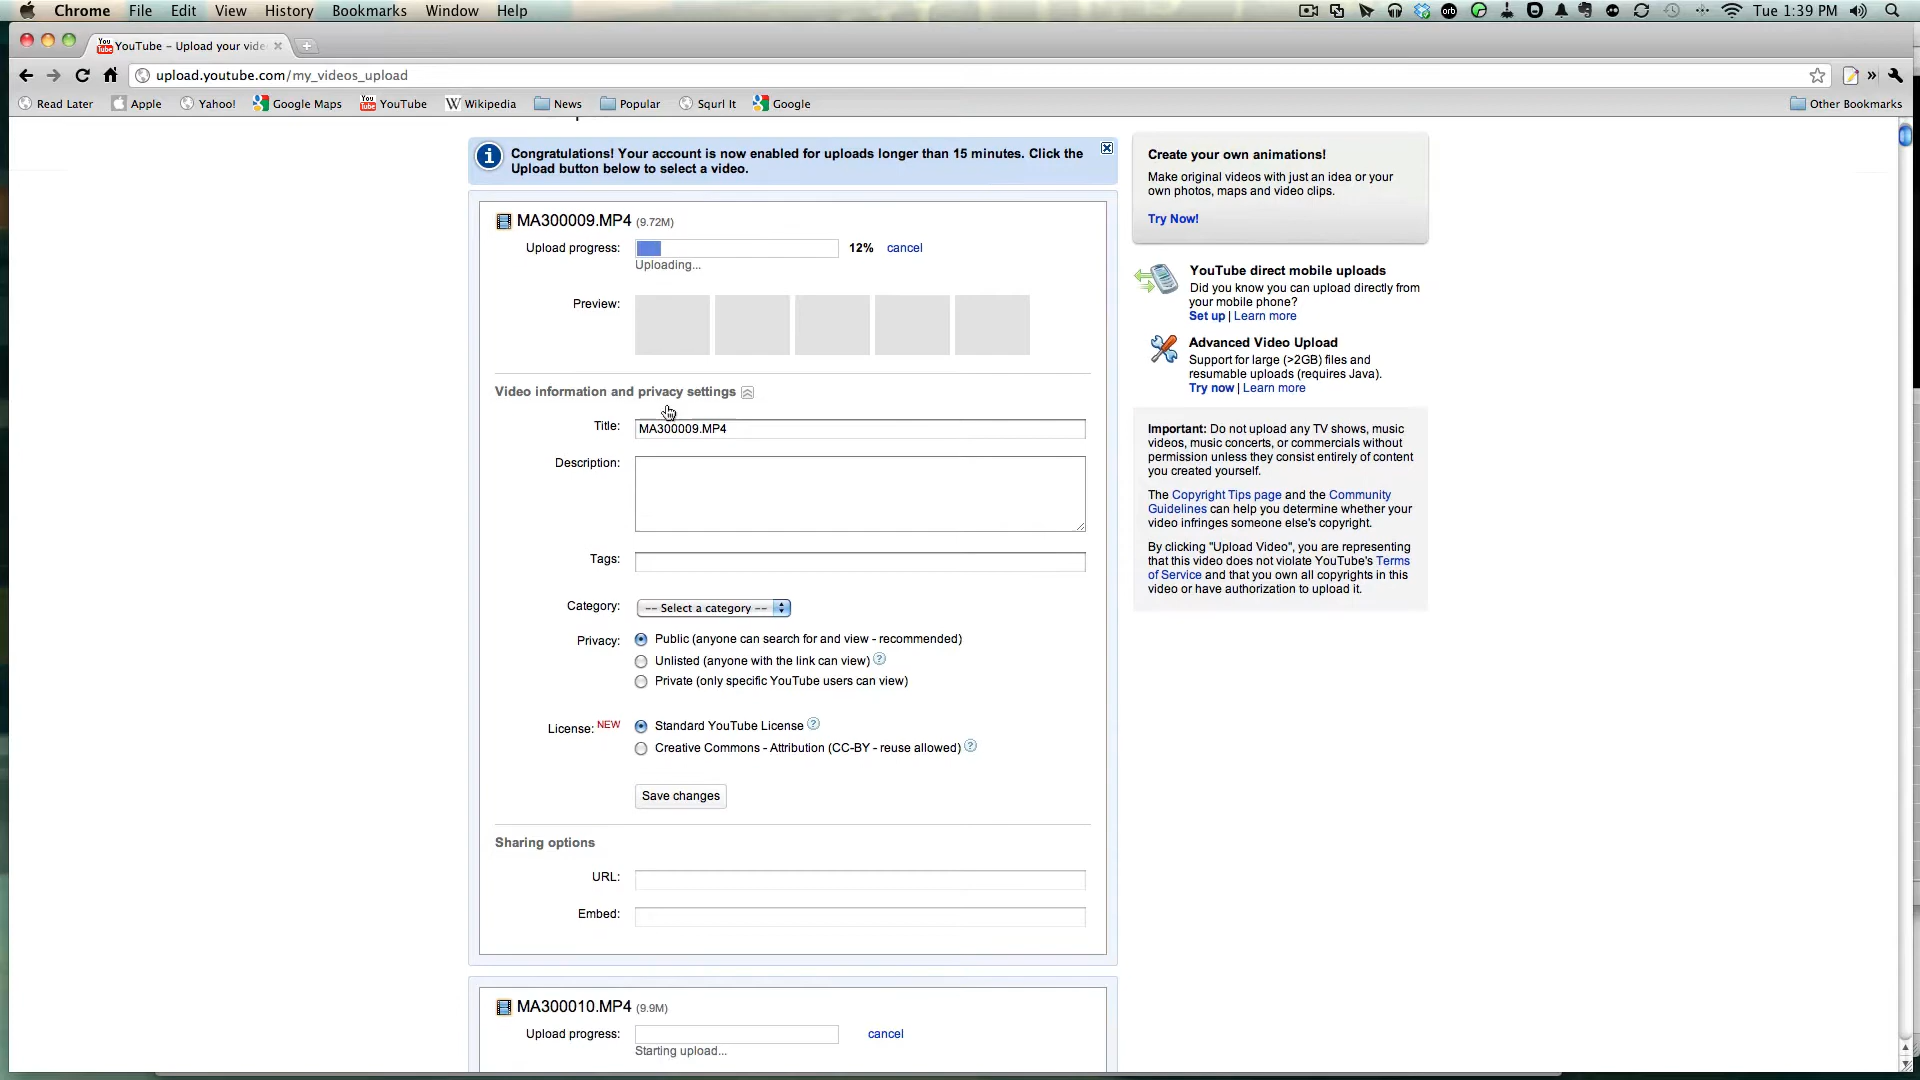 Chrome File Edit View History Bookmarks Window Help
orb
Tue 1:39 PM
YouTube - Upload your vide
upload.youtube.com/my_videos_upload
Read Later Apple Yahoo! Google Maps YouTube Wikipedia News Popular Squrl It Google Other Bookmarks
Congratulations! Your account is now enabled for uploads longer than 15 minutes. Click the
Upload button below to select a video.
MA300009.MP4 (9.72M)
Upload progress: 12% cancel
Uploading...
Preview:
Video information and privacy settings
Title: MA300009.MP4
Description:
Tags:
Category: -- Select a category --
Privacy: Public (anyone can search for and view - recommended)
Unlisted (anyone with the link can view) ?
Private (only specific YouTube users can view)
License: NEW Standard YouTube License ?
Creative Commons - Attribution (CC-BY - reuse allowed) ?
Save changes
Sharing options
URL:
Embed:
MA300010.MP4 (9.9M)
Upload progress: cancel
Starting upload...
Create your own animations!
Make original videos with just an idea or your
own photos, maps and video clips.
Try Now!
YouTube direct mobile uploads
Did you know you can upload directly from
your mobile phone?
Set up | Learn more
Advanced Video Upload
Support for large (>2GB) files and
resumable uploads (requires Java).
Try now | Learn more
Important: Do not upload any TV shows, music
videos, music concerts, or commercials without
permission unless they consist entirely of content
you created yourself.
The Copyright Tips page and the Community
Guidelines can help you determine whether your
video infringes someone else's copyright.
By clicking "Upload Video", you are representing
that this video does not violate YouTube's Terms
of Service and that you own all copyrights in this
video or have authorization to upload it.